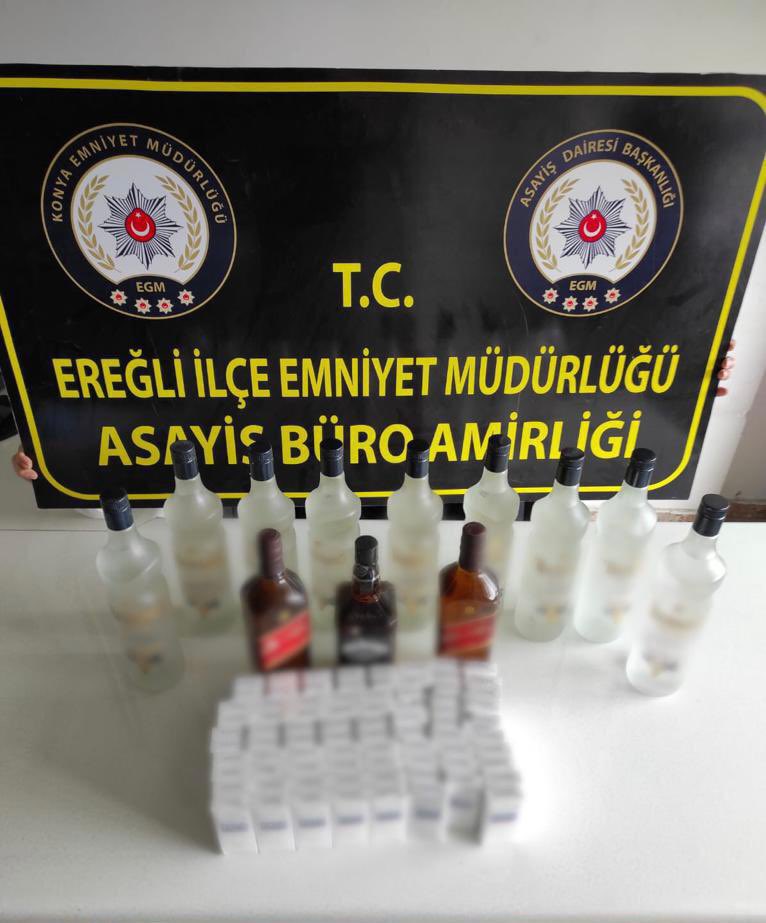 KONYA EMNİYET MÜDÜRLÜĞÜ
EGM
ASAYİŞ DAİRESİ BAŞKANLIĞI
EGM
T.C.
EREĞLİ İLÇE EMNİYET MÜDÜRLÜĞÜ
ASAYİŞ BÜRO AMİRLİĞİ